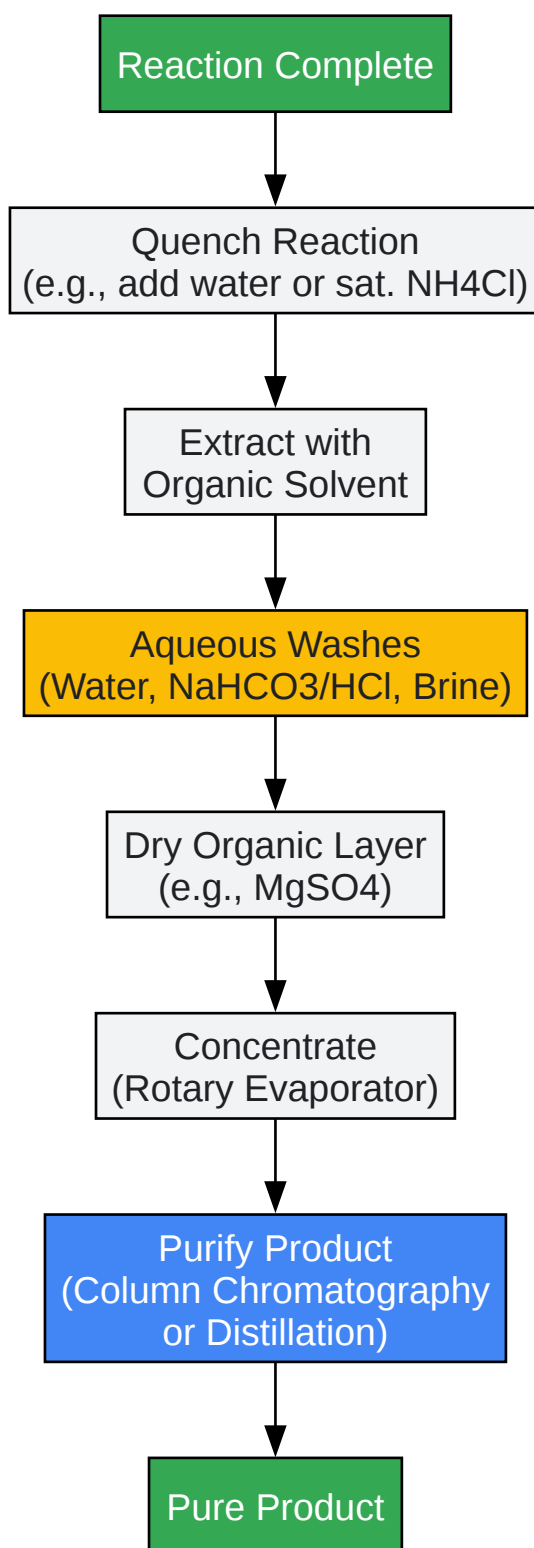 Reaction Complete
Quench Reaction
(e.g., add water or sat. NH4Cl)
Extract with
Organic Solvent
Aqueous Washes
(Water, NaHCO3/HCl, Brine)
Dry Organic Layer
(e.g., MgSO4)
Concentrate
(Rotary Evaporator)
Purify Product
(Column Chromatography
or Distillation)
Pure Product